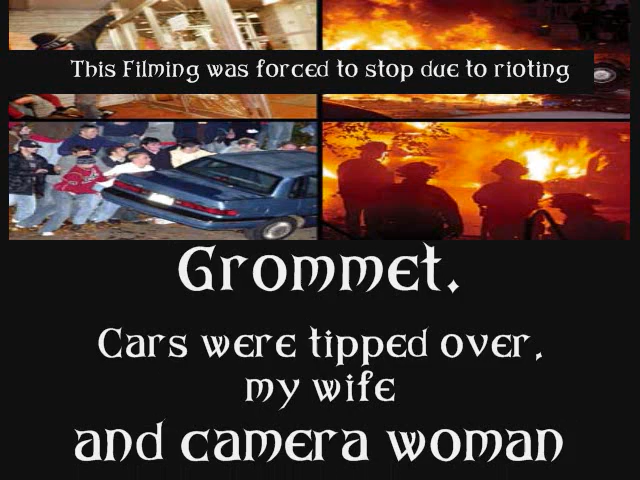 This Filming was forced to stop due to rioting
Grommet.
Cars were tipped over,
my wife
and camera woman